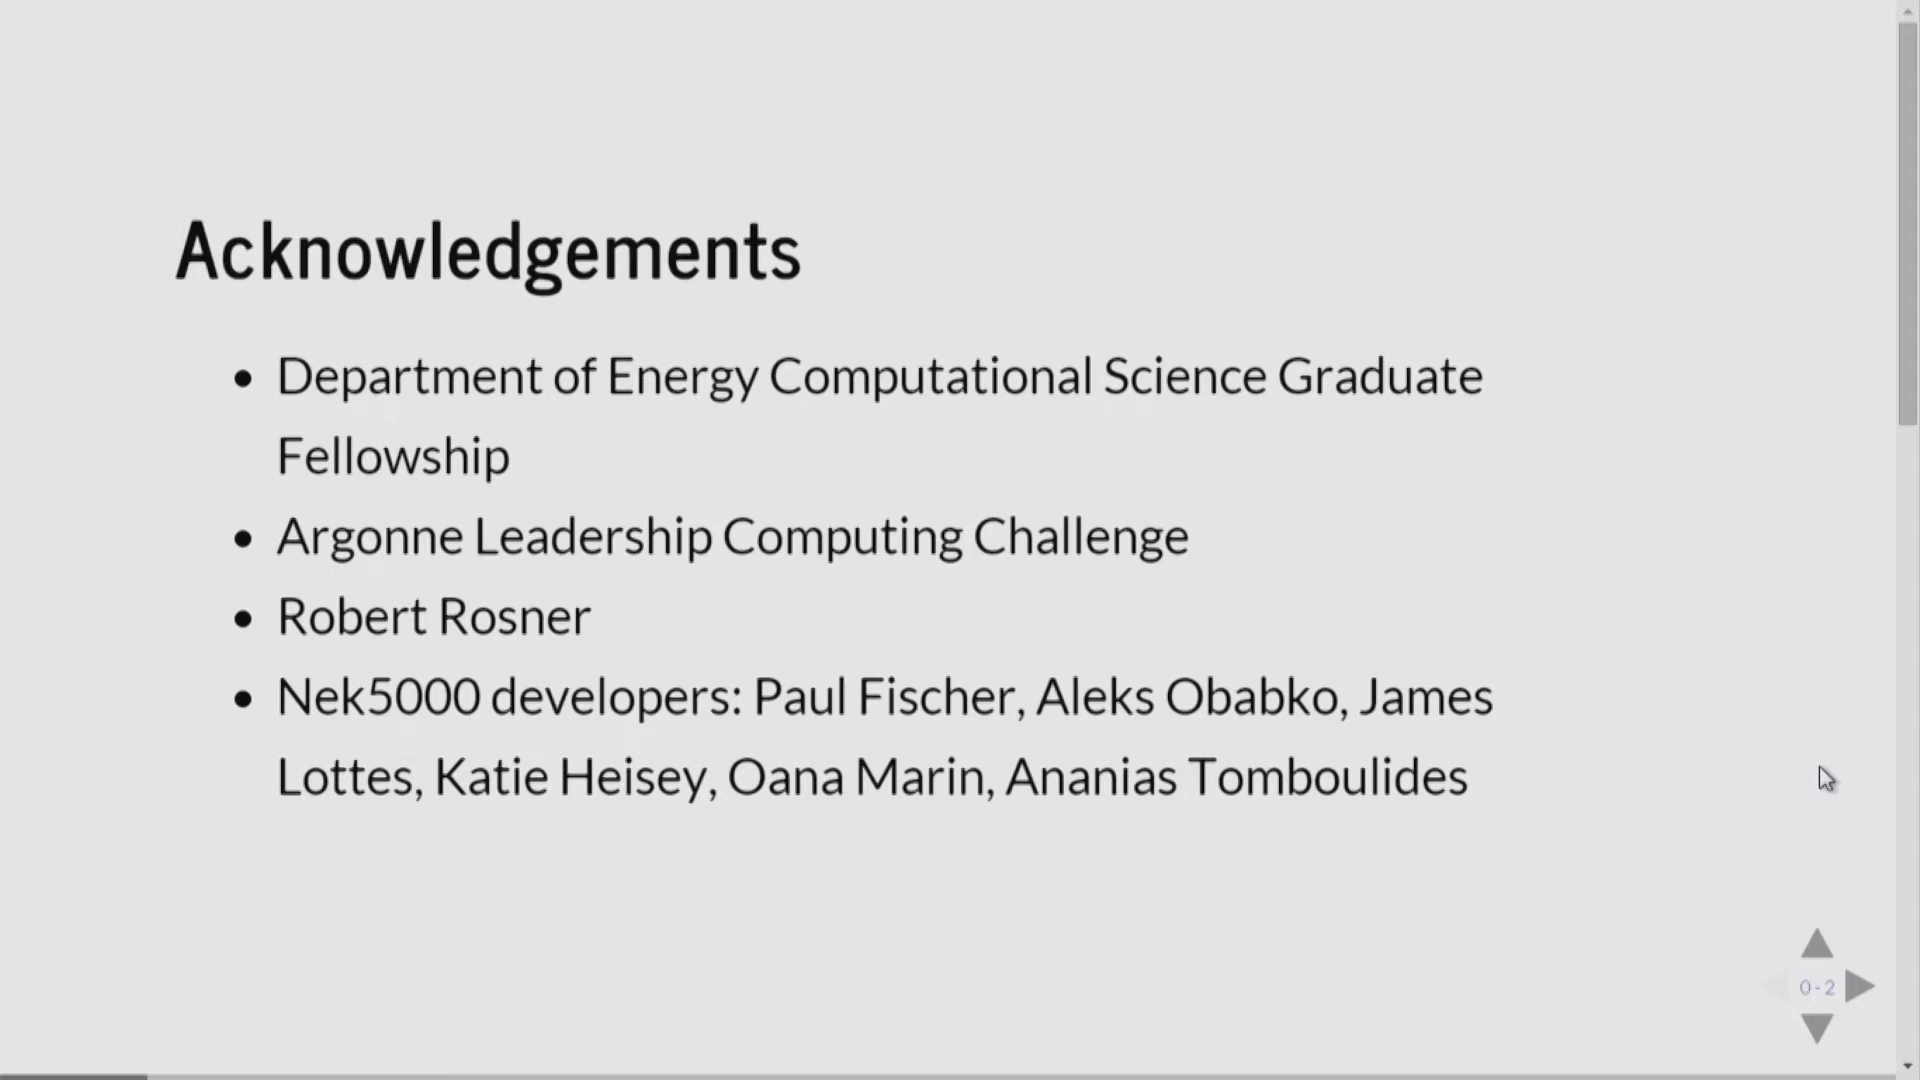 Acknowledgements
• Department of Energy Computational Science Graduate
Fellowship
• Argonne Leadership Computing Challenge
• Robert Rosner
• Nek5000 developers: Paul Fischer, Aleks Obabko, James
Lottes, Katie Heisey, Oana Marin, Ananias Tomboulides
0-2